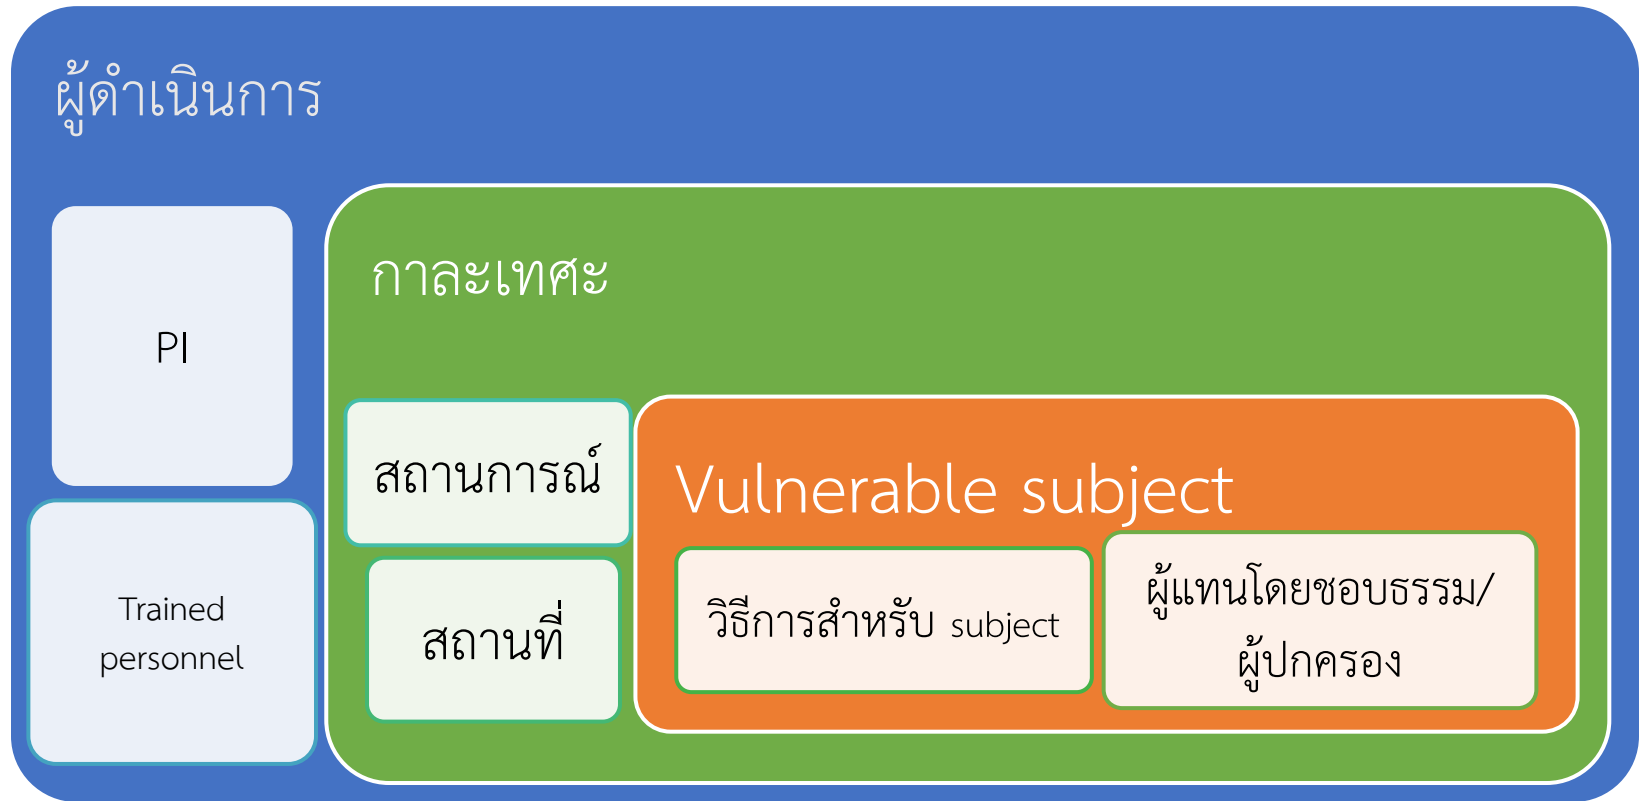 ผู้ดำเนินการ
PI
Trained
personnel
กาละเทศะ
สถานการณ์
สถานที่
Vulnerable subject
วิธีการสำหรับ subject
ผู้แทนโดยชอบธรรม/
ผู้ปกครอง